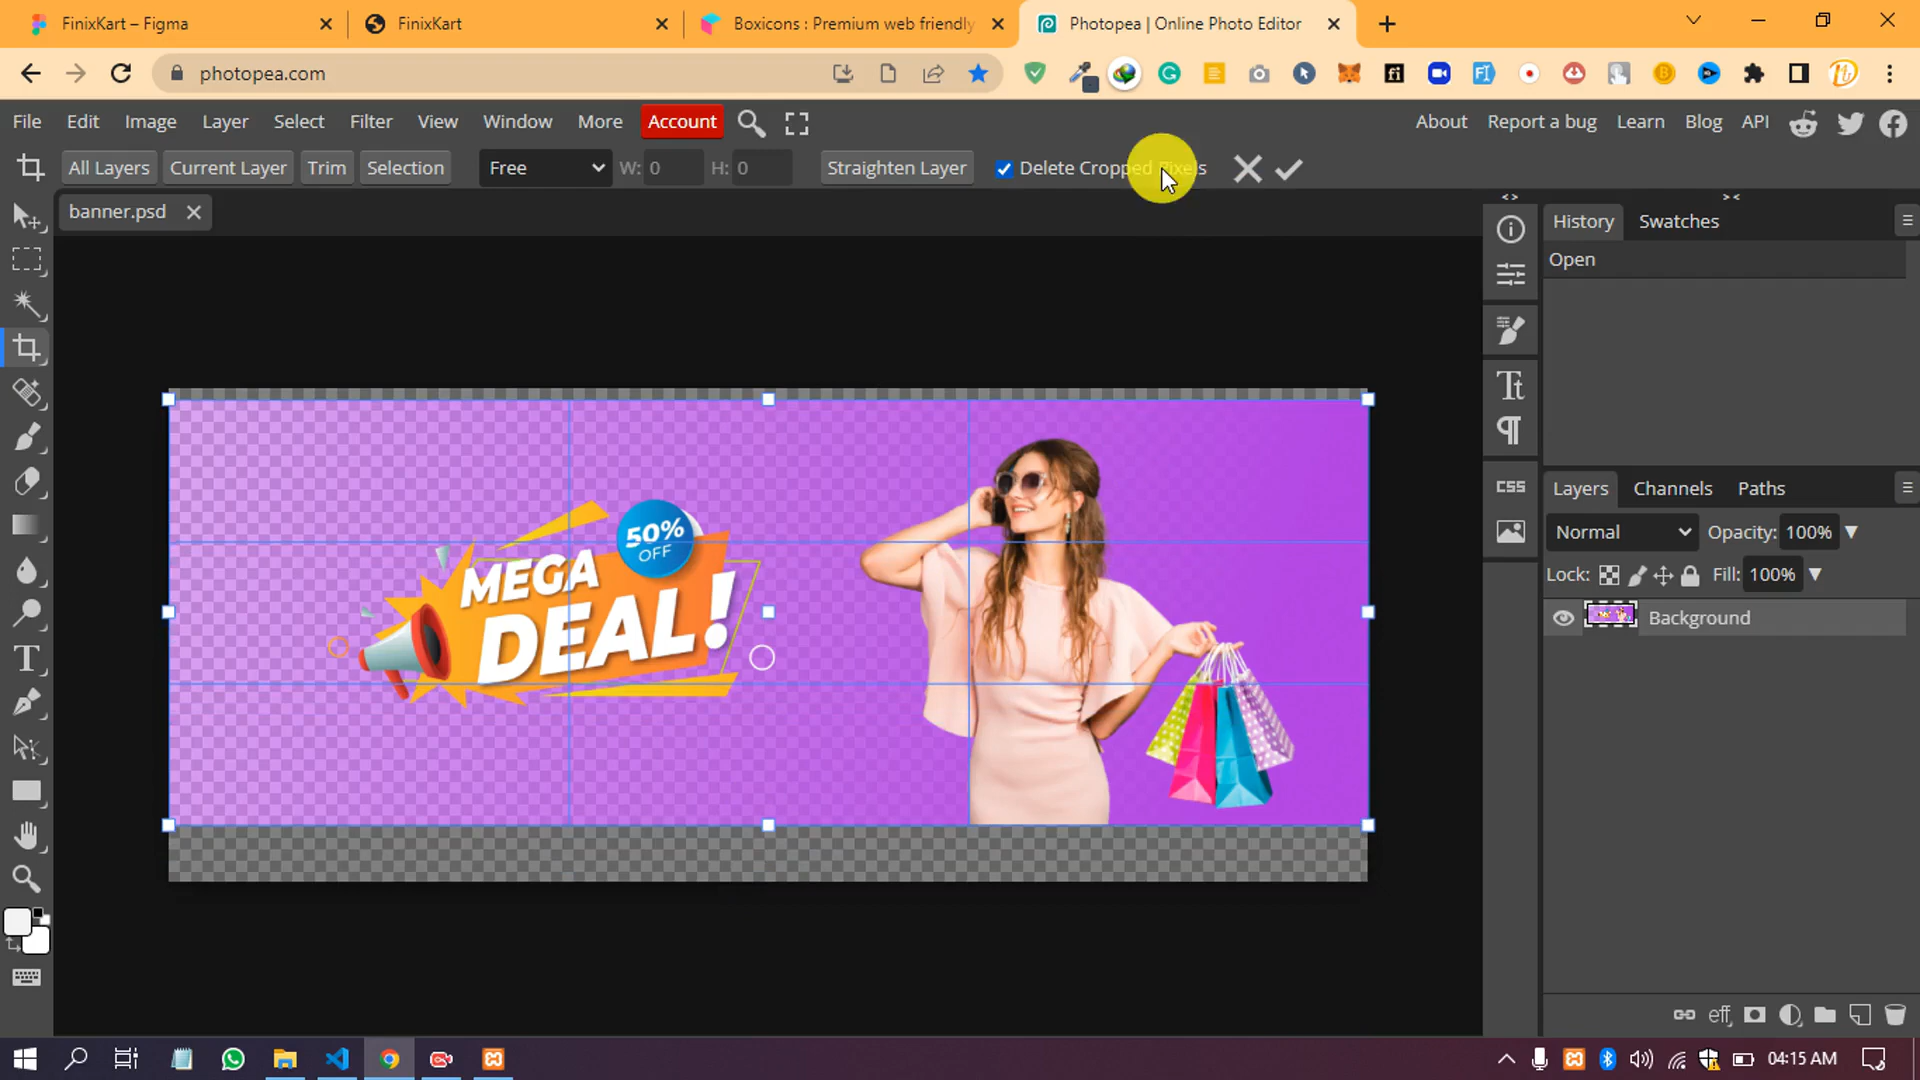 FinixKart – Figma
FinixKart
Boxicons : Premium web friendly
Photopea | Online Photo Editor
photopea.com
File Edit Image Layer Select Filter View Window More Account
About Report a bug Learn Blog API
All Layers Current Layer Trim Selection Free W: 0 H: 0 Straighten Layer Delete Cropped Pixels
banner.psd
History Swatches
Open
50%
OFF
MEGA
DEAL!
CSS
Layers Channels Paths
Normal Opacity: 100%
Lock: Fill: 100%
Background
eff
04:15 AM